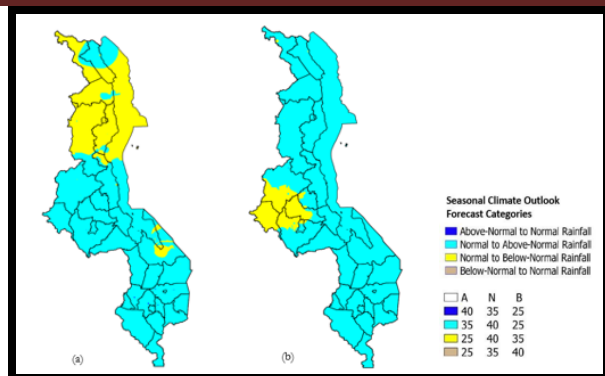 Seasonal Climate Outlook
Forecast Categories
Above-Normal to Normal Rainfall
Normal to Above-Normal Rainfall
Normal to Below-Normal Rainfall
Below-Normal to Normal Rainfall
A N B
40 35 25
35 40 25
25 40 35
25 35 40
(a) (b)